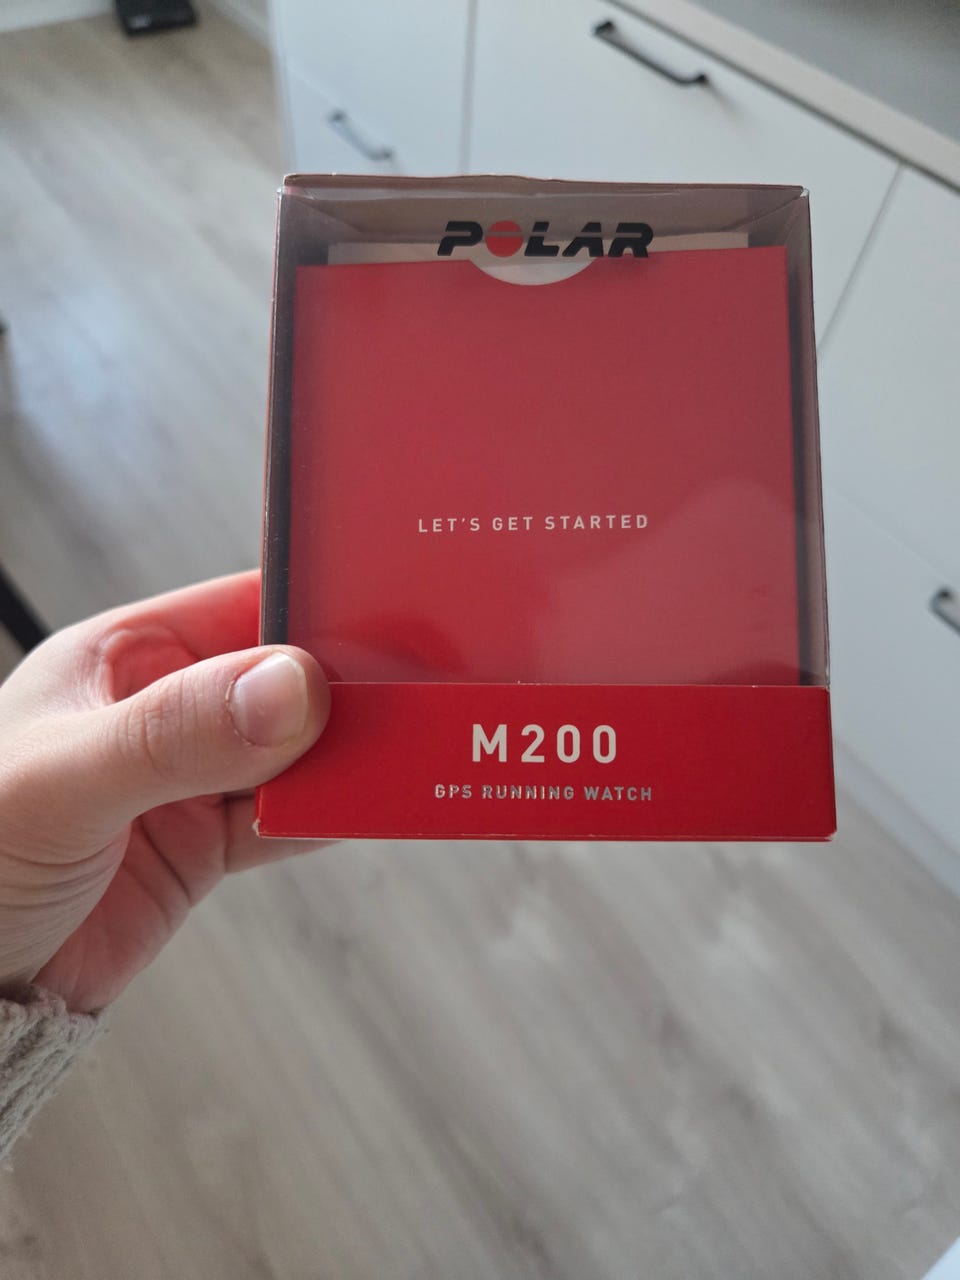 POLAR
LET'S GET STARTED
M200
GPS RUNNING WATCH